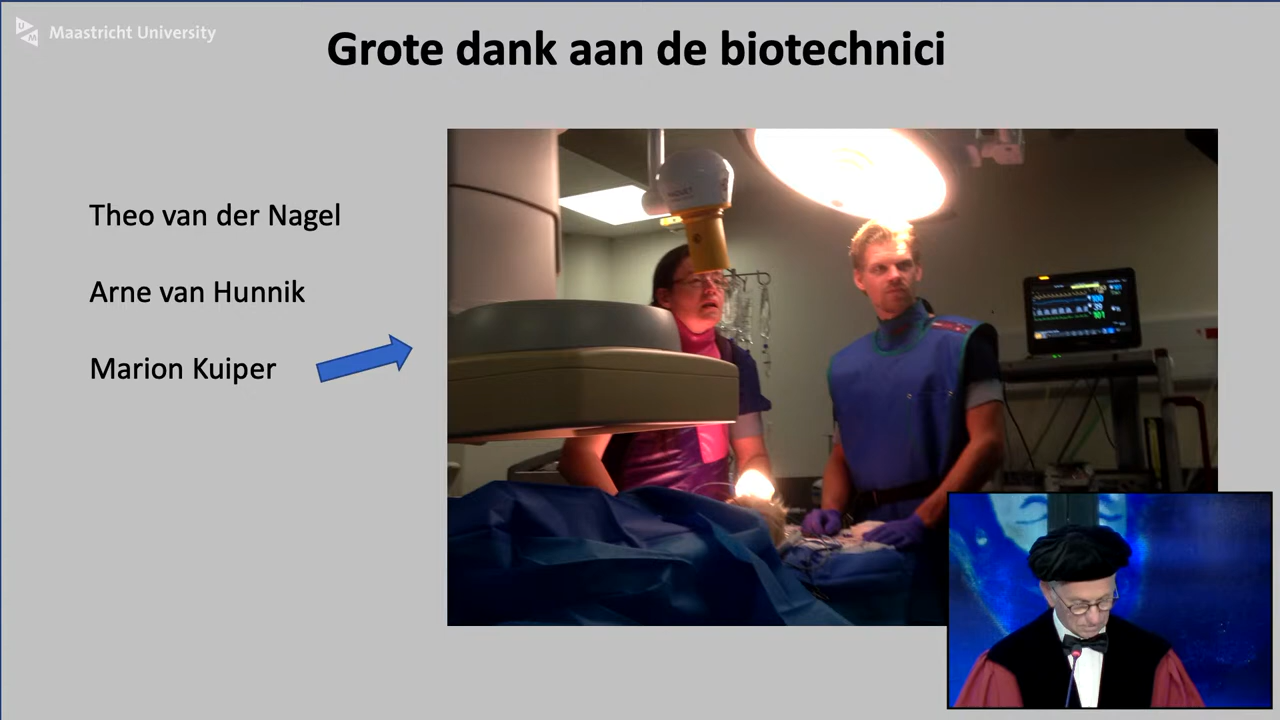 Maastricht University
Grote dank aan de biotechnici
Theo van der Nagel
Arne van Hunnik
Marion Kuiper